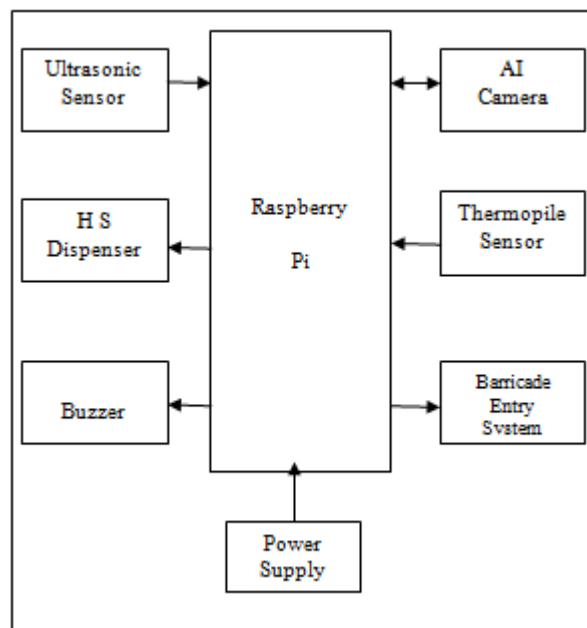 Ultrasonic
Sensor
AI
Camera
H S
Dispenser
Raspberry
Pi
Thermopile
Sensor
Buzzer
Barricade
Entry
System
Power
Supply